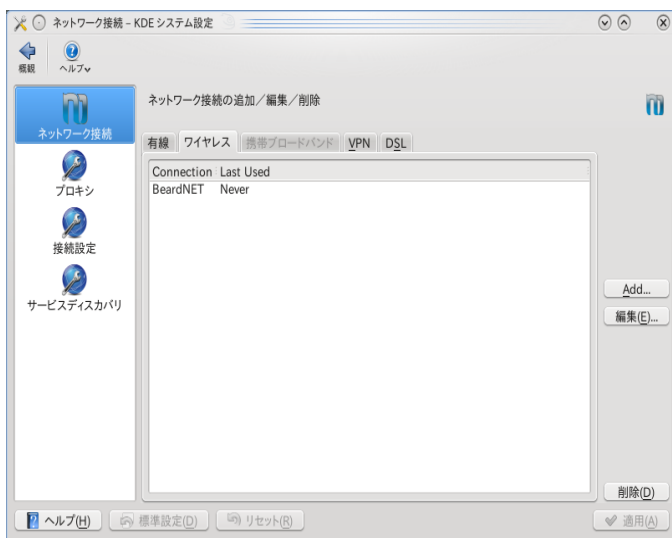 ネットワーク接続 – KDE システム設定
概観
ヘルプ
ネットワーク接続
プロキシ
接続設定
サービスディスカバリ
ネットワーク接続の追加／編集／削除
有線 ワイヤレス 携帯ブロードバンド VPN DSL
Connection Last Used
BeardNET Never
Add...
編集(E)...
削除(D)
ヘルプ(H) 標準設定(D) リセット(R) 適用(A)